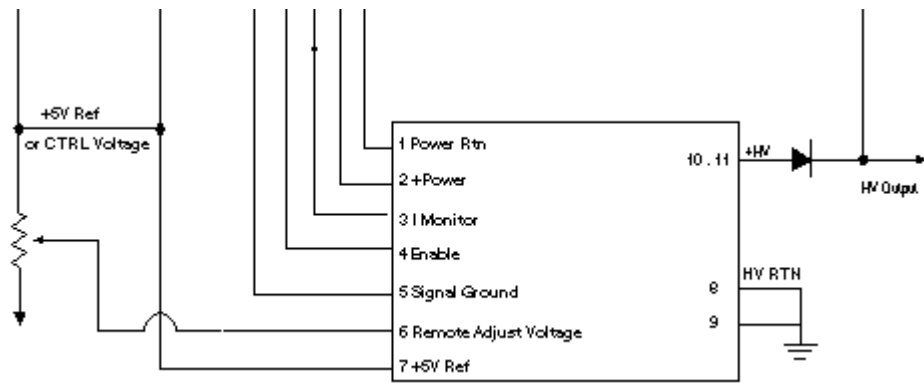 +5V Ref
or CTRL Voltage
1 Power Rtn
2 +Power
3 I Monitor
4 Enable
5 Signal Ground
6 Remote Adjust Voltage
7 +5V Ref
10 . 11
+HV
HV Output
HV RTN
8
9